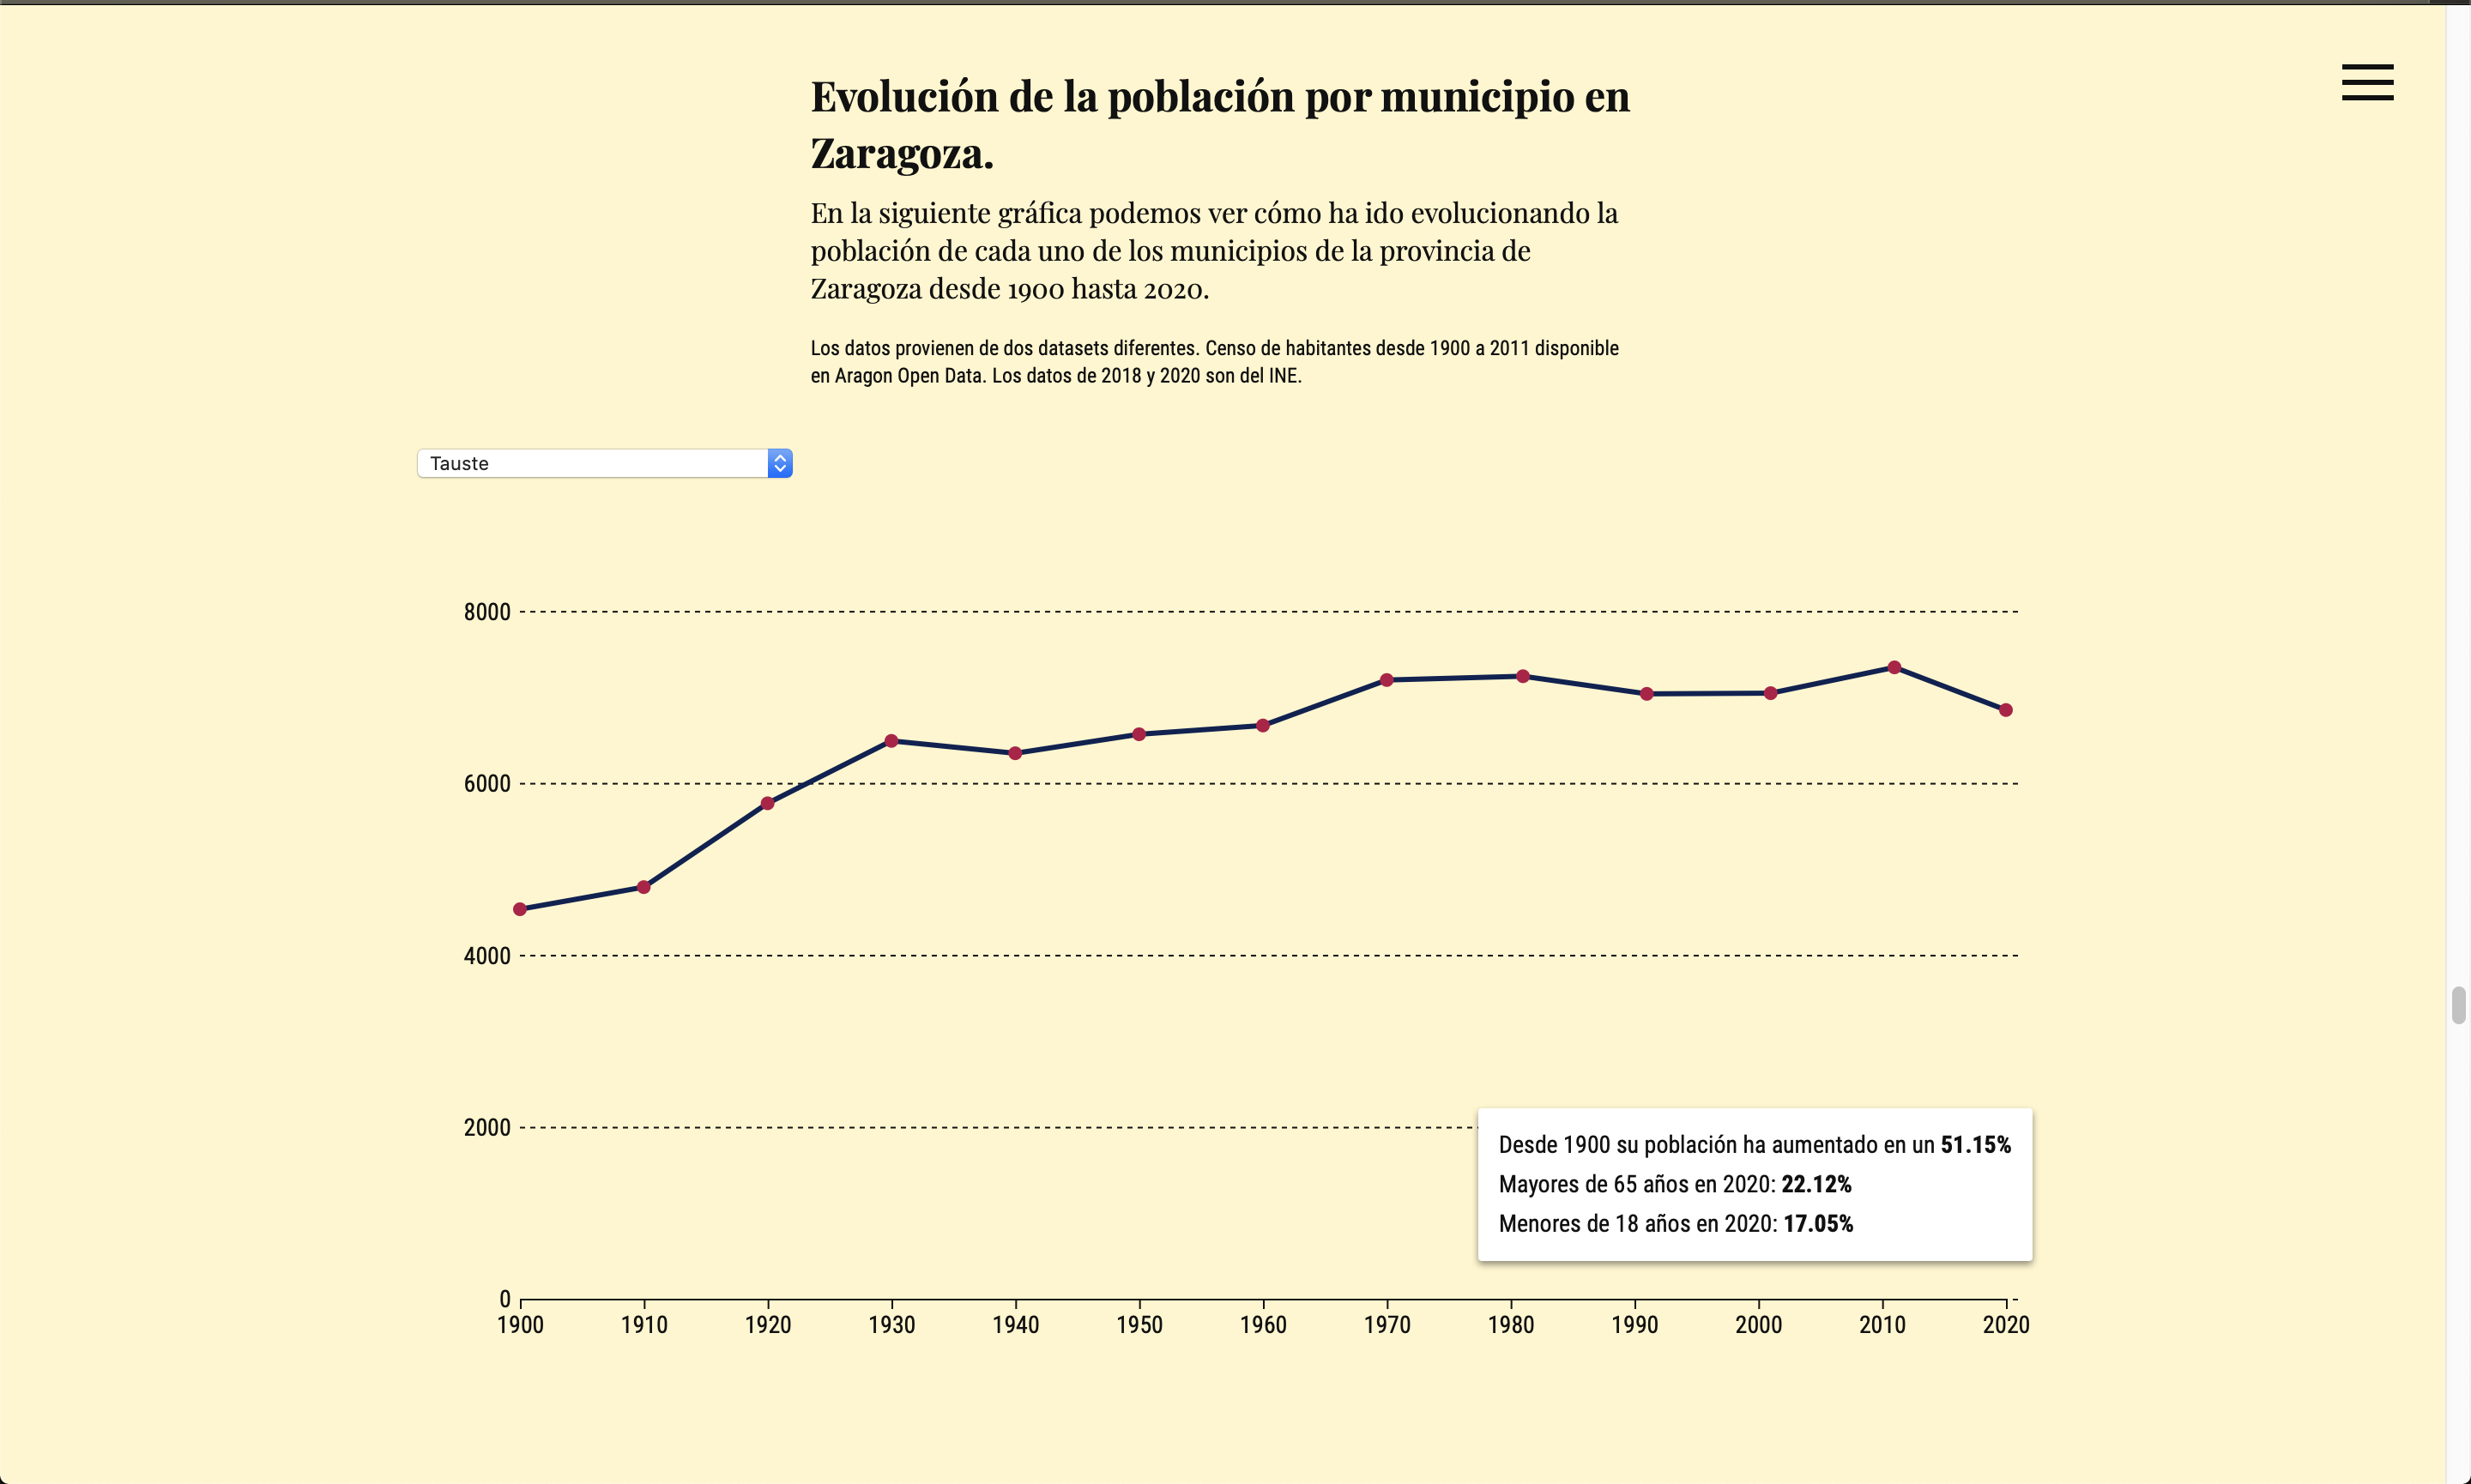 Evolución de la población por municipio en
Zaragoza.
En la siguiente gráfica podemos ver cómo ha ido evolucionando la
población de cada uno de los municipios de la provincia de
Zaragoza desde 1900 hasta 2020.
Los datos provienen de dos datasets diferentes. Censo de habitantes desde 1900 a 2011 disponible
en Aragon Open Data. Los datos de 2018 y 2020 son del INE.
Tauste
8000
6000
4000
2000
Desde 1900 su población ha aumentado en un 51.15%
Mayores de 65 años en 2020: 22.12%
Menores de 18 años en 2020: 17.05%
0
1900 1910 1920 1930 1940 1950 1960 1970 1980 1990 2000 2010 2020